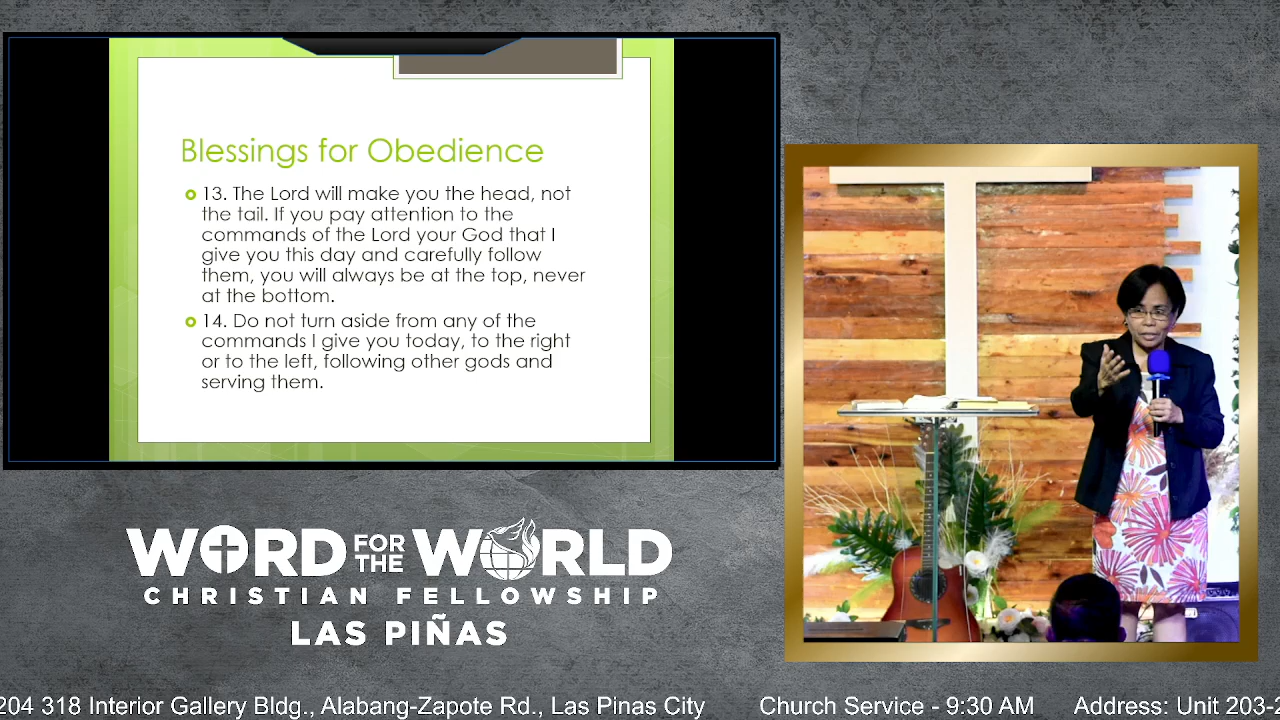 Blessings for Obedience
13. The Lord will make you the head, not
the tail. If you pay attention to the
commands of the Lord your God that I
give you this day and carefully follow
them, you will always be at the top, never
at the bottom.
14. Do not turn aside from any of the
commands I give you today, to the right
or to the left, following other gods and
serving them.
WORD FOR THE WORLD
CHRISTIAN FELLOWSHIP
LAS PIÑAS
204 318 Interior Gallery Bldg., Alabang-Zapote Rd., Las Pinas City Church Service - 9:30 AM Address: Unit 203-2